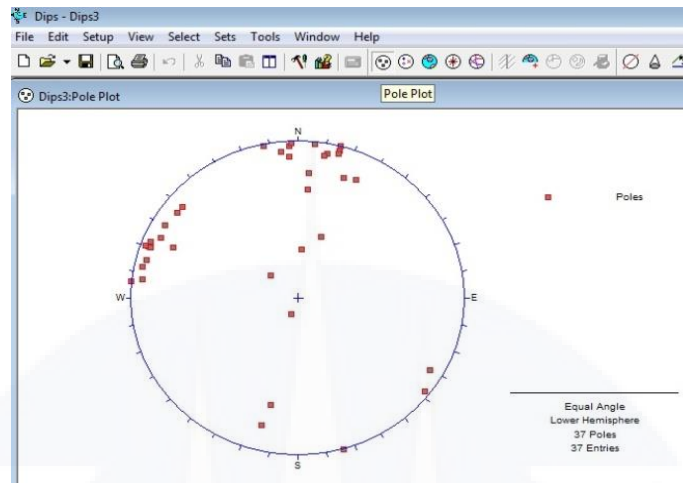 Dips - Dips3
File Edit Setup View Select Sets Tools Window Help
Dips3:Pole Plot
Pole Plot
N
Poles
W
E
Equal Angle
Lower Hemisphere
37 Poles
37 Entries
S